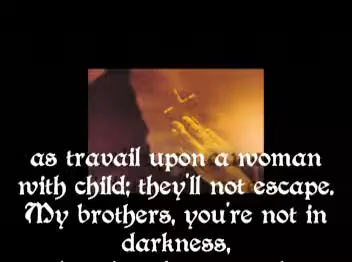 as travail upon a woman
with child; they'll not escape.
My brothers, you're not in
darkness,